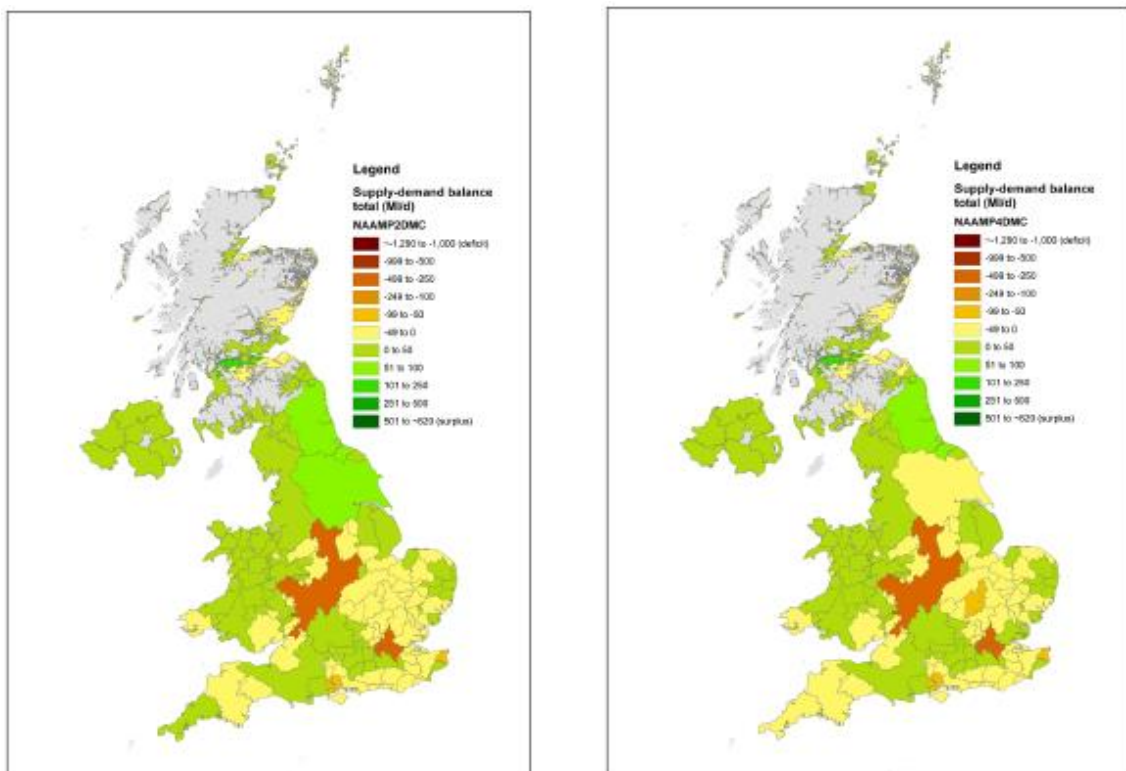 Legend
Supply-demand balance
total (Ml/d)
NAAMP2DMC
~-1,290 to -1,000 (deficit)
-999 to -500
-499 to -250
-249 to -100
-99 to -50
-49 to 0
0 to 50
51 to 100
101 to 250
251 to 500
501 to ~620 (surplus)
Legend
Supply-demand balance
total (Ml/d)
NAAMP4DMC
~-1,290 to -1,000 (deficit)
-999 to -500
-499 to -250
-249 to -100
-99 to -50
-49 to 0
0 to 50
51 to 100
101 to 250
251 to 500
501 to ~620 (surplus)